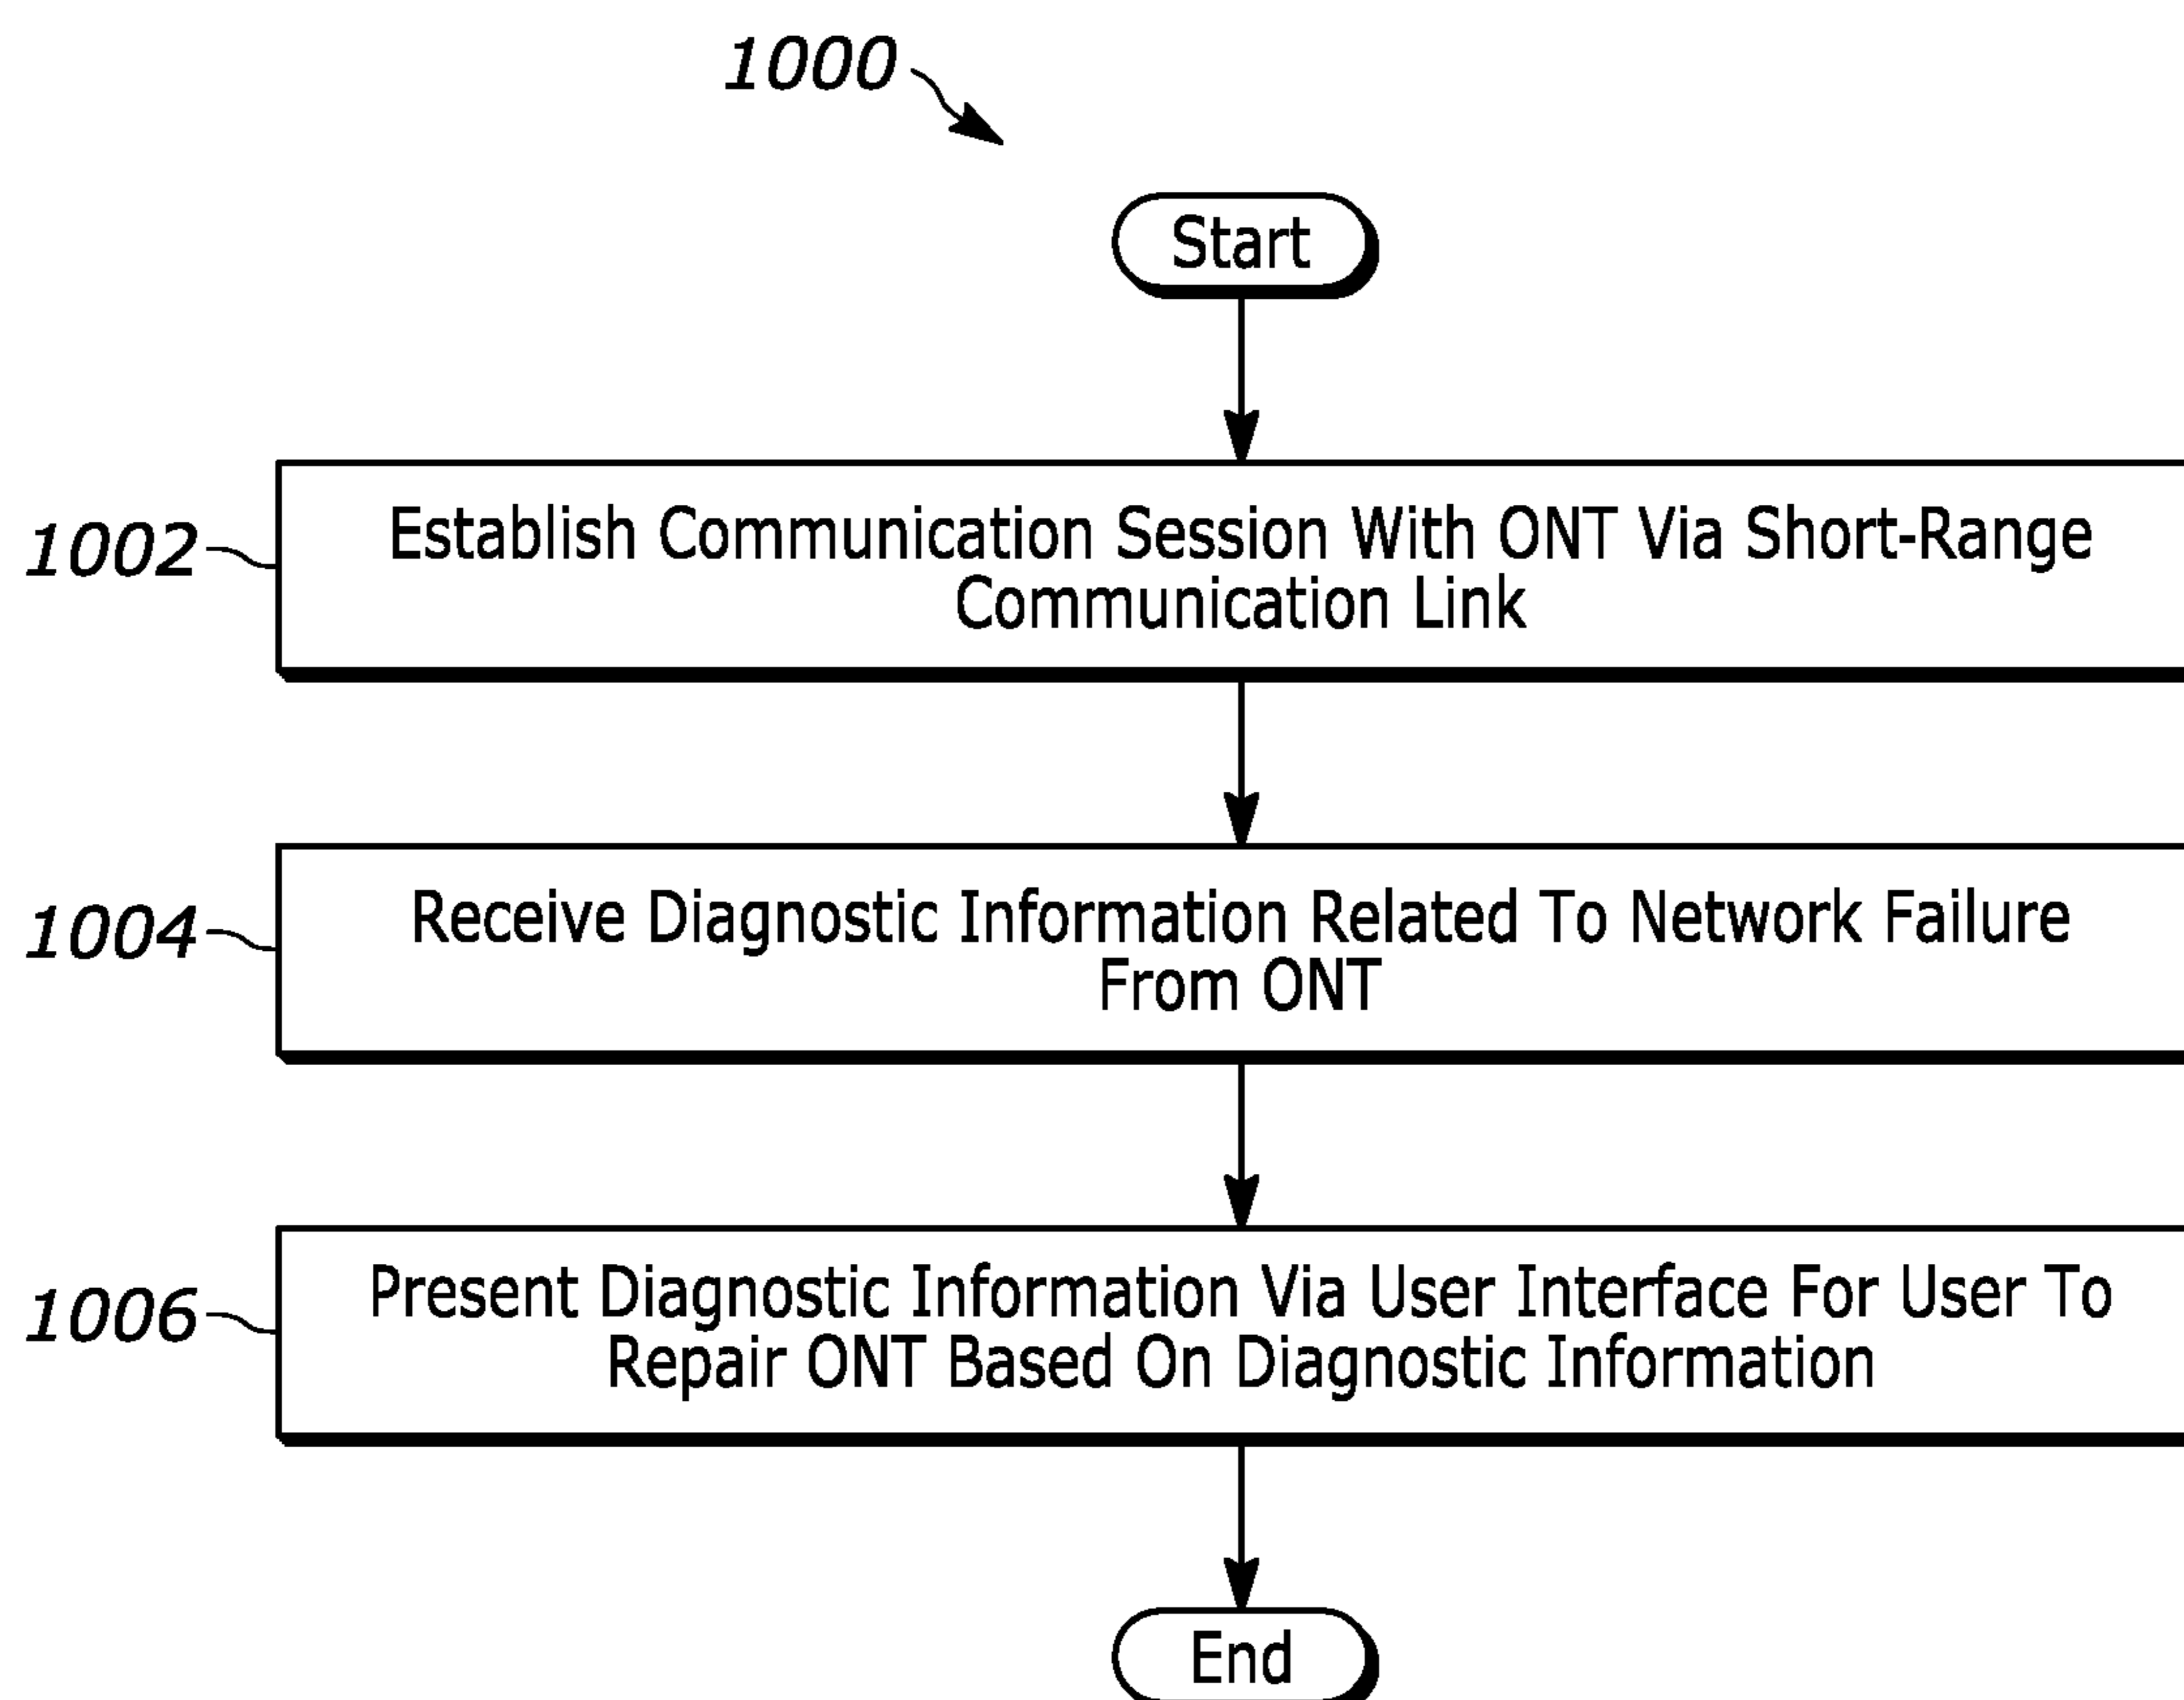 1000
Start
1002
Establish Communication Session With ONT Via Short-Range
Communication Link
1004
Receive Diagnostic Information Related To Network Failure
From ONT
1006
Present Diagnostic Information Via User Interface For User To
Repair ONT Based On Diagnostic Information
End